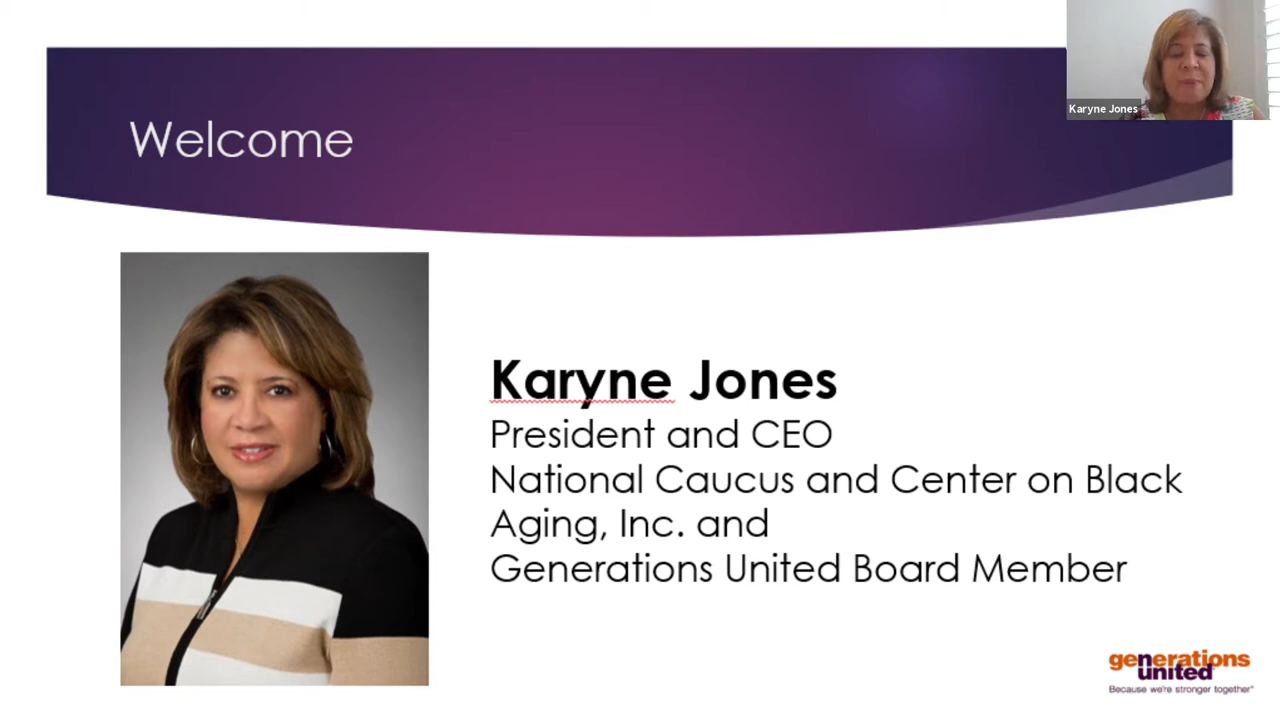 Welcome
Karyne Jones
Karyne Jones
President and CEO
National Caucus and Center on Black
Aging, Inc. and
Generations United Board Member
generations
united
Because we're stronger together®